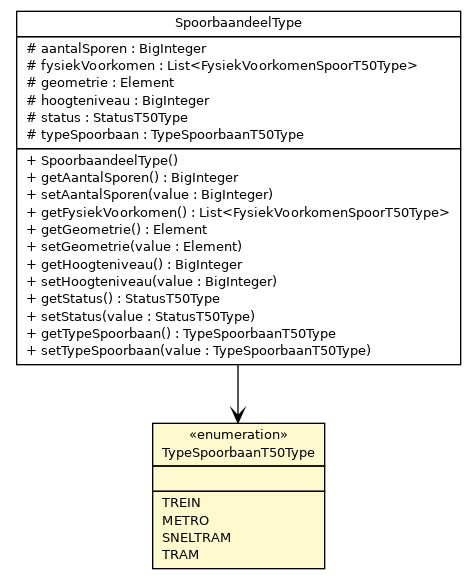 SpoorbaandeelType
# aantalSporen : BigInteger
# fysiekVoorkomen : List<FysiekVoorkomenSpoorT50Type>
# geometrie : Element
# hoogteniveau : BigInteger
# status : StatusT50Type
# typeSpoorbaan : TypeSpoorbaanT50Type
+ SpoorbaandeelType()
+ getAantalSporen() : BigInteger
+ setAantalSporen(value : BigInteger)
+ getFysiekVoorkomen() : List<FysiekVoorkomenSpoorT50Type>
+ getGeometrie() : Element
+ setGeometrie(value : Element)
+ getHoogteniveau() : BigInteger
+ setHoogteniveau(value : BigInteger)
+ getStatus() : StatusT50Type
+ setStatus(value : StatusT50Type)
+ getTypeSpoorbaan() : TypeSpoorbaanT50Type
+ setTypeSpoorbaan(value : TypeSpoorbaanT50Type)
«enumeration»
TypeSpoorbaanT50Type
TREIN
METRO
SNELTRAM
TRAM